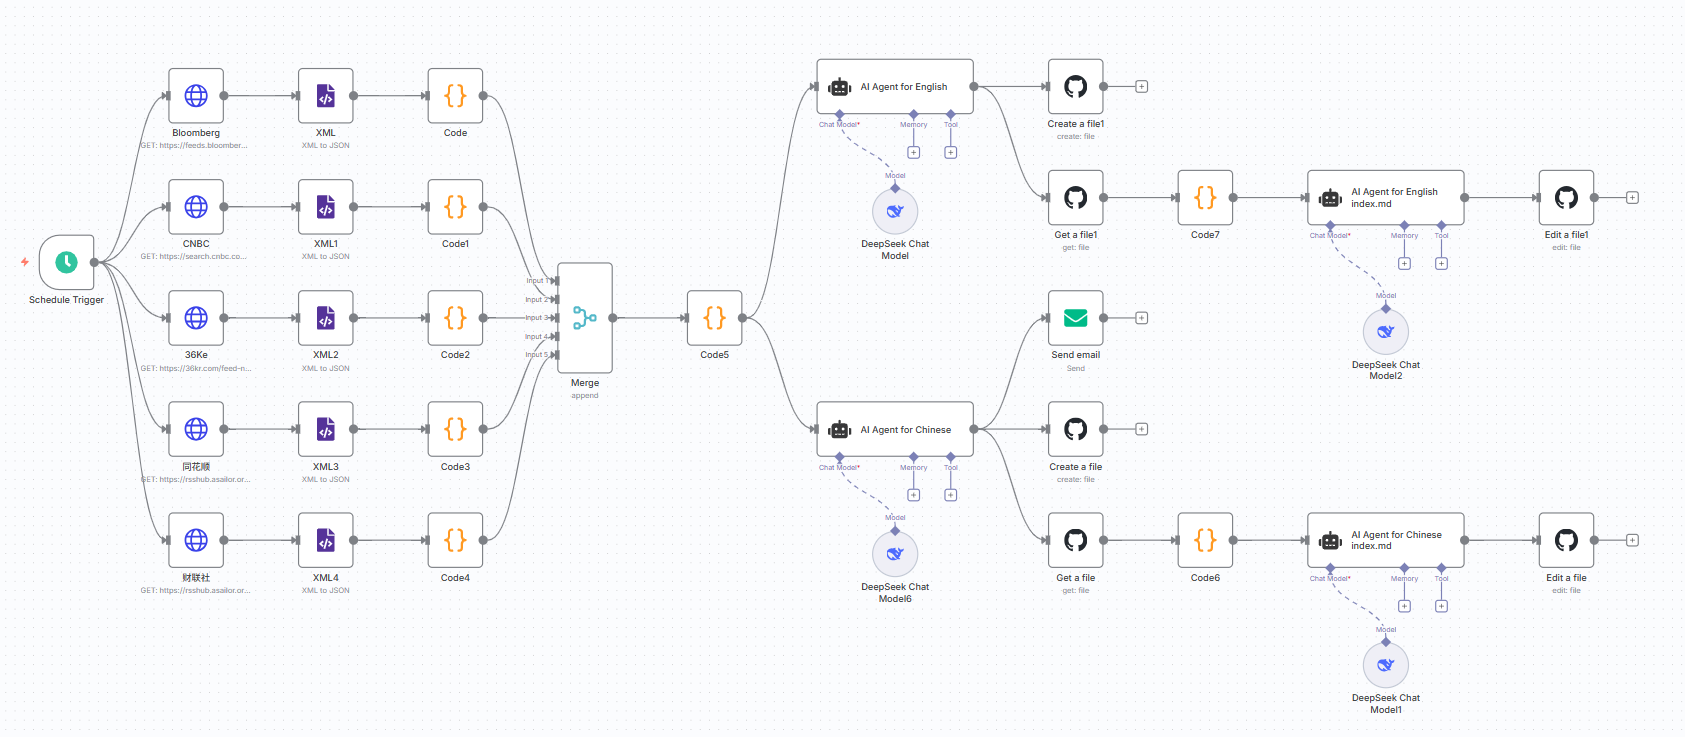 Schedule Trigger
Bloomberg
GET: https://feeds.bloomber...
XML
XML to JSON
Code
CNBC
GET: https://search.cnbc.co...
XML1
XML to JSON
Code1
36Ke
GET: https://36kr.com/feed-n...
XML2
XML to JSON
Code2
同花顺
GET: https://rsshub.asailor.or...
XML3
XML to JSON
Code3
财联社
GET: https://rsshub.asailor.or...
XML4
XML to JSON
Code4
Input 1
Input 2
Input 3
Input 4
Input 5
Merge
append
Code5
AI Agent for English
Chat Model*
Memory
Tool
Model
DeepSeek Chat
Model
Create a file1
create: file
Get a file1
get: file
Code7
AI Agent for English
index.md
Chat Model*
Memory
Tool
Model
DeepSeek Chat
Model2
Edit a file1
edit: file
AI Agent for Chinese
Chat Model*
Memory
Tool
Model
DeepSeek Chat
Model6
Send email
Send
Create a file
create: file
Get a file
get: file
Code6
AI Agent for Chinese
index.md
Chat Model*
Memory
Tool
Model
DeepSeek Chat
Model1
Edit a file
edit: file